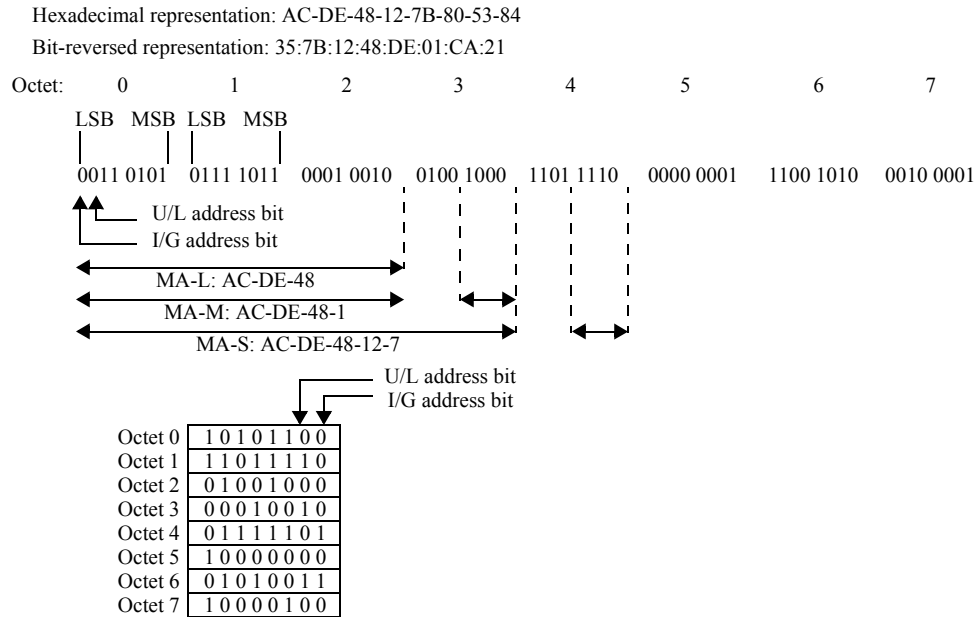 Hexadecimal representation: AC-DE-48-12-7B-80-53-84
Bit-reversed representation: 35:7B:12:48:DE:01:CA:21
Octet: 0 1 2 3 4 5 6 7
LSB MSB LSB MSB
0011 0101 0111 1011 0001 0010 0100 1000 1101 1110 0000 0001 1100 1010 0010 0001
U/L address bit
I/G address bit
MA-L: AC-DE-48
MA-M: AC-DE-48-1
MA-S: AC-DE-48-12-7
U/L address bit
I/G address bit
Octet 0 1 0 1 0 1 1 0 0
Octet 1 1 1 0 1 1 1 1 0
Octet 2 0 1 0 0 1 0 0 0
Octet 3 0 0 0 1 0 0 1 0
Octet 4 0 1 1 1 1 1 0 1
Octet 5 1 0 0 0 0 0 0 0
Octet 6 0 1 0 1 0 0 1 1
Octet 7 1 0 0 0 0 1 0 0